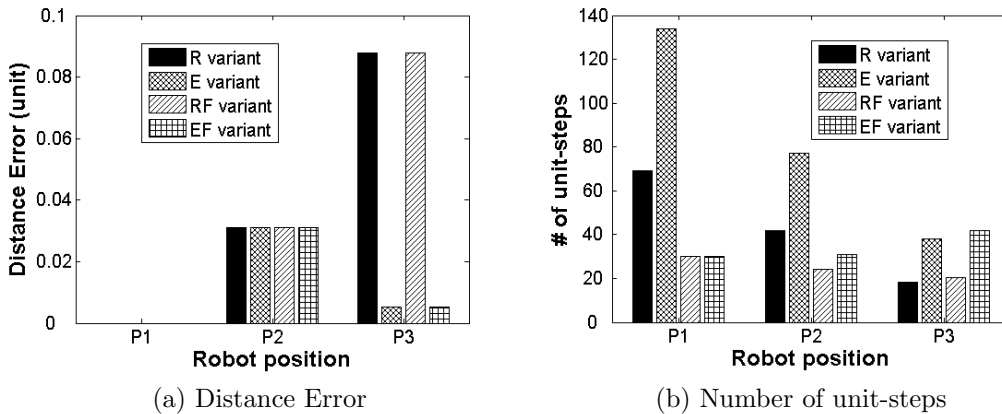 0.1
0.08
0.06
0.04
0.02
0
Distance Error (unit)
R variant
E variant
RF variant
EF variant
P1 P2 P3
Robot position
(a) Distance Error
140
120
100
80
60
40
20
0
# of unit-steps
R variant
E variant
RF variant
EF variant
P1 P2 P3
Robot position
(b) Number of unit-steps